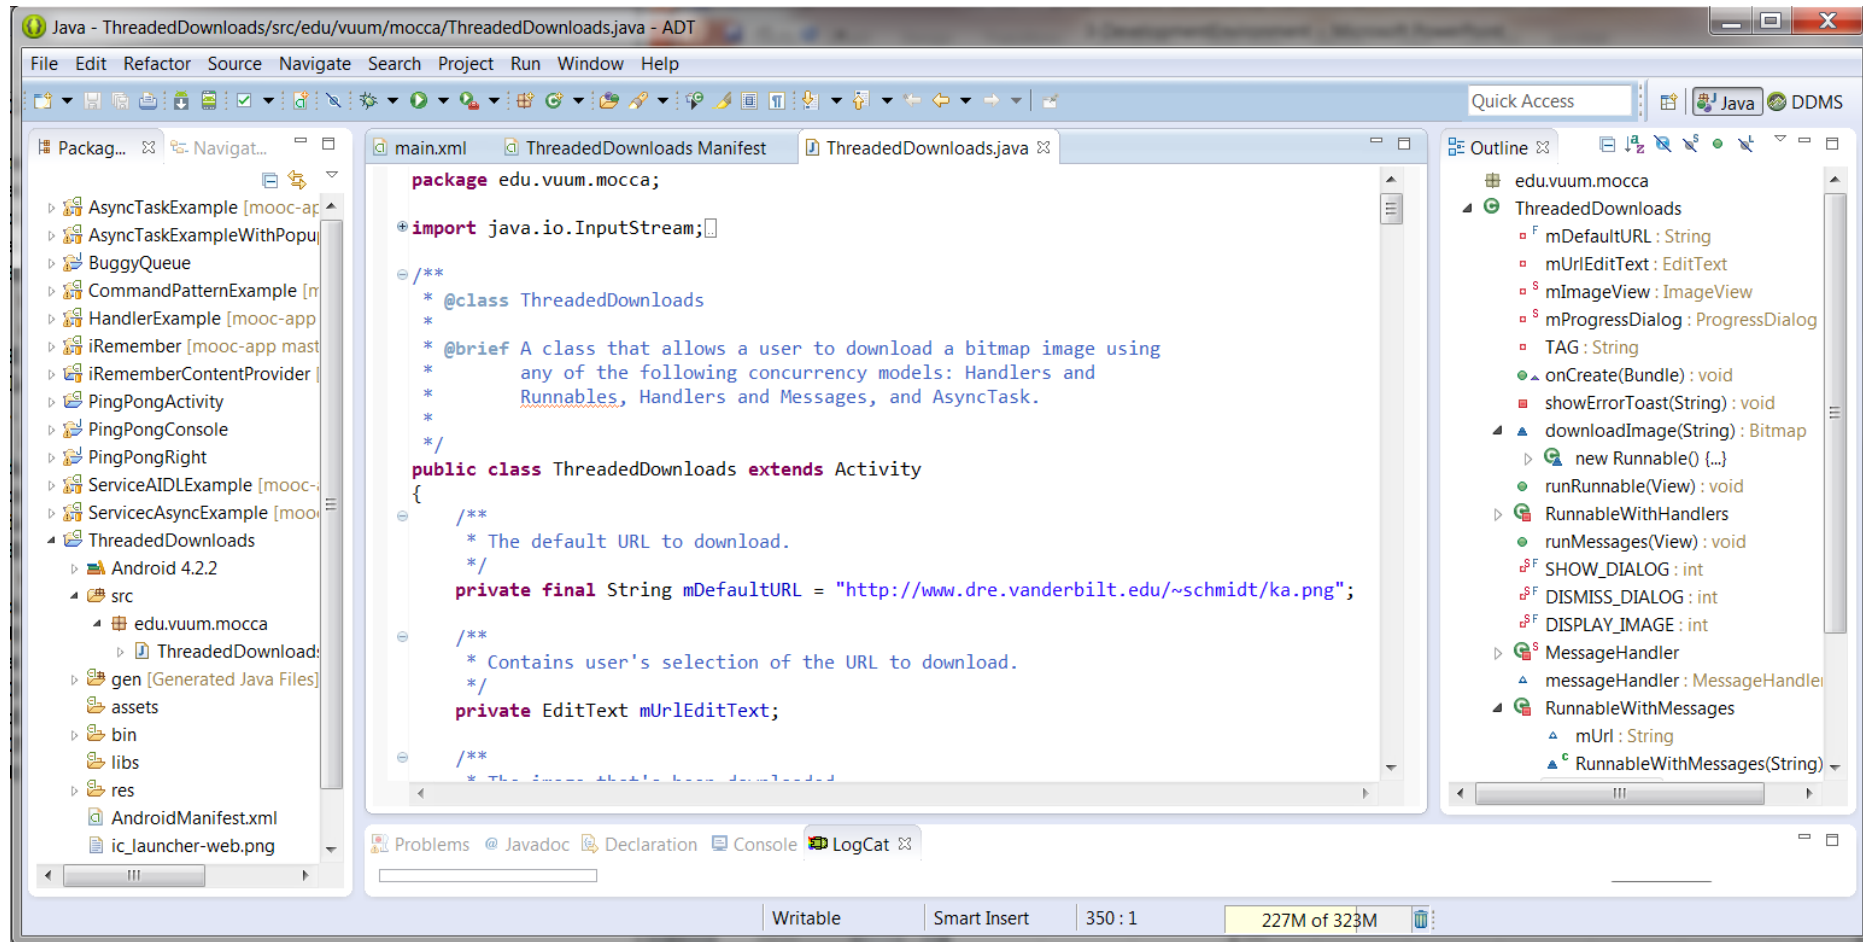 Java - ThreadedDownloads/src/edu/vuum/mocca/ThreadedDownloads.java - ADT
File Edit Refactor Source Navigate Search Project Run Window Help
Quick Access Java DDMS
Packag... Navigat...
AsyncTaskExample [mooc-ap
AsyncTaskExampleWithPopu
BuggyQueue
CommandPatternExample [m
HandlerExample [mooc-app
iRemember [mooc-app mast
iRememberContentProvider [
PingPongActivity
PingPongConsole
PingPongRight
ServiceAIDLExample [mooc-
ServicecAsyncExample [moo
ThreadedDownloads
Android 4.2.2
src
edu.vuum.mocca
ThreadedDownload
gen [Generated Java Files]
assets
bin
libs
res
AndroidManifest.xml
ic_launcher-web.png
main.xml ThreadedDownloads Manifest ThreadedDownloads.java
package edu.vuum.mocca;
import java.io.InputStream;
/**
* @class ThreadedDownloads
*
* @brief A class that allows a user to download a bitmap image using
* any of the following concurrency models: Handlers and
* Runnables, Handlers and Messages, and AsyncTask.
*
*/
public class ThreadedDownloads extends Activity
{
/**
* The default URL to download.
*/
private final String mDefaultURL = "http://www.dre.vanderbilt.edu/~schmidt/ka.png";
/**
* Contains user's selection of the URL to download.
*/
private EditText mUrlEditText;
/**
* The image that's been downloaded
Outline
edu.vuum.mocca
ThreadedDownloads
mDefaultURL : String
mUrlEditText : EditText
mImageView : ImageView
mProgressDialog : ProgressDialog
TAG : String
onCreate(Bundle) : void
showErrorToast(String) : void
downloadImage(String) : Bitmap
new Runnable() {...}
runRunnable(View) : void
RunnableWithHandlers
runMessages(View) : void
SHOW_DIALOG : int
DISMISS_DIALOG : int
DISPLAY_IMAGE : int
MessageHandler
messageHandler : MessageHandler
RunnableWithMessages
mUrl : String
RunnableWithMessages(String)
Problems @ Javadoc Declaration Console LogCat
Writable Smart Insert 350 : 1 227M of 323M